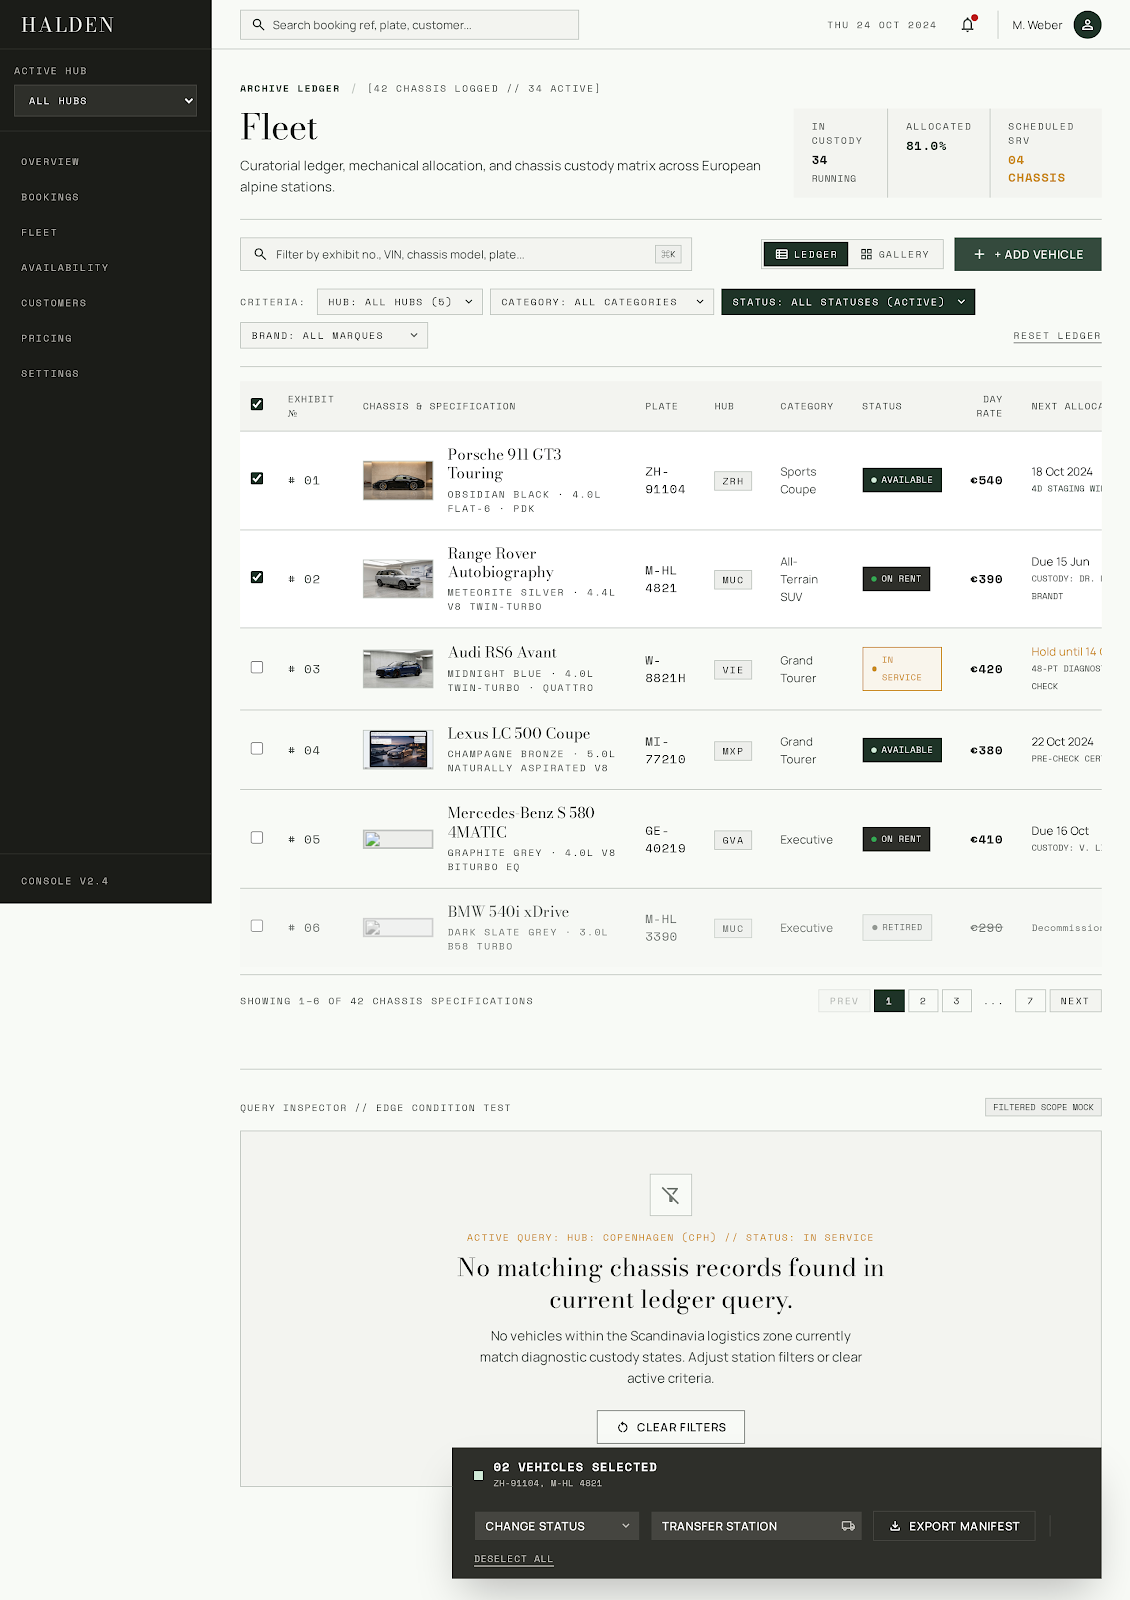 HALDEN
Search booking ref, plate, customer...
THU 24 OCT 2024
M. Weber
ACTIVE HUB
ALL HUBS
OVERVIEW
BOOKINGS
FLEET
AVAILABILITY
CUSTOMERS
PRICING
SETTINGS
CONSOLE V2.4
ARCHIVE LEDGER / [42 CHASSIS LOGGED // 34 ACTIVE]
Fleet
Curatorial ledger, mechanical allocation, and chassis custody matrix across European
alpine stations.
IN
CUSTODY
34
RUNNING
ALLOCATED
81.0%
SCHEDULED
SRV
04
CHASSIS
Filter by exhibit no., VIN, chassis model, plate...
⌘K
LEDGER
GALLERY
+ ADD VEHICLE
CRITERIA:
HUB: ALL HUBS (5)
CATEGORY: ALL CATEGORIES
STATUS: ALL STATUSES (ACTIVE)
BRAND: ALL MARQUES
RESET LEDGER
EXHIBIT
№
CHASSIS & SPECIFICATION
PLATE
HUB
CATEGORY
STATUS
DAY
RATE
NEXT ALLOCA
# 01
Porsche 911 GT3
Touring
OBSIDIAN BLACK · 4.0L
FLAT-6 · PDK
ZH-
91104
ZRH
Sports
Coupe
AVAILABLE
€540
18 Oct 2024
4D STAGING WI
# 02
Range Rover
Autobiography
METEORITE SILVER · 4.4L
V8 TWIN-TURBO
M-HL
4821
MUC
All-
Terrain
SUV
ON RENT
€390
Due 15 Jun
CUSTODY: DR.
BRANDT
# 03
Audi RS6 Avant
MIDNIGHT BLUE · 4.0L
TWIN-TURBO · QUATTRO
W-
8821H
VIE
Grand
Tourer
IN
SERVICE
€420
Hold until 14
48-PT DIAGNOS
CHECK
# 04
Lexus LC 500 Coupe
CHAMPAGNE BRONZE · 5.0L
NATURALLY ASPIRATED V8
MI-
77210
MXP
Grand
Tourer
AVAILABLE
€380
22 Oct 2024
PRE-CHECK CER
# 05
Mercedes-Benz S 580
4MATIC
GRAPHITE GREY · 4.0L V8
BITURBO EQ
GE-
40219
GVA
Executive
ON RENT
€410
Due 16 Oct
CUSTODY: V. L
# 06
BMW 540i xDrive
DARK SLATE GREY · 3.0L
B58 TURBO
M-HL
3390
MUC
Executive
RETIRED
€290
Decommission
SHOWING 1–6 OF 42 CHASSIS SPECIFICATIONS
PREV 1 2 3 ... 7 NEXT
QUERY INSPECTOR // EDGE CONDITION TEST
FILTERED SCOPE MOCK
ACTIVE QUERY: HUB: COPENHAGEN (CPH) // STATUS: IN SERVICE
No matching chassis records found in
current ledger query.
No vehicles within the Scandinavia logistics zone currently
match diagnostic custody states. Adjust station filters or clear
active criteria.
CLEAR FILTERS
02 VEHICLES SELECTED
ZH-91104, M-HL 4821
CHANGE STATUS
TRANSFER STATION
EXPORT MANIFEST
DESELECT ALL